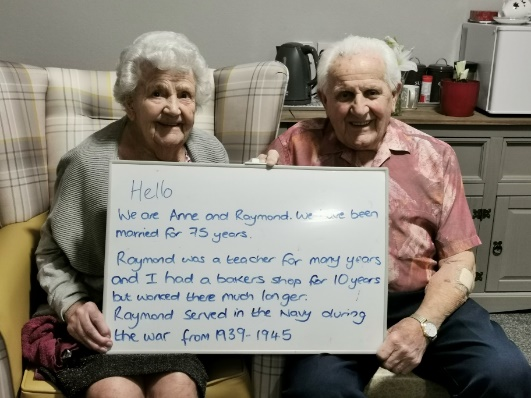 Hello
We are Anne and Raymond. We have been
married for 75 years.
Raymond was a teacher for many years
and I had a bakers shop for 10 years
but worked there much longer.
Raymond served in the Navy during
the war from 1939-1945